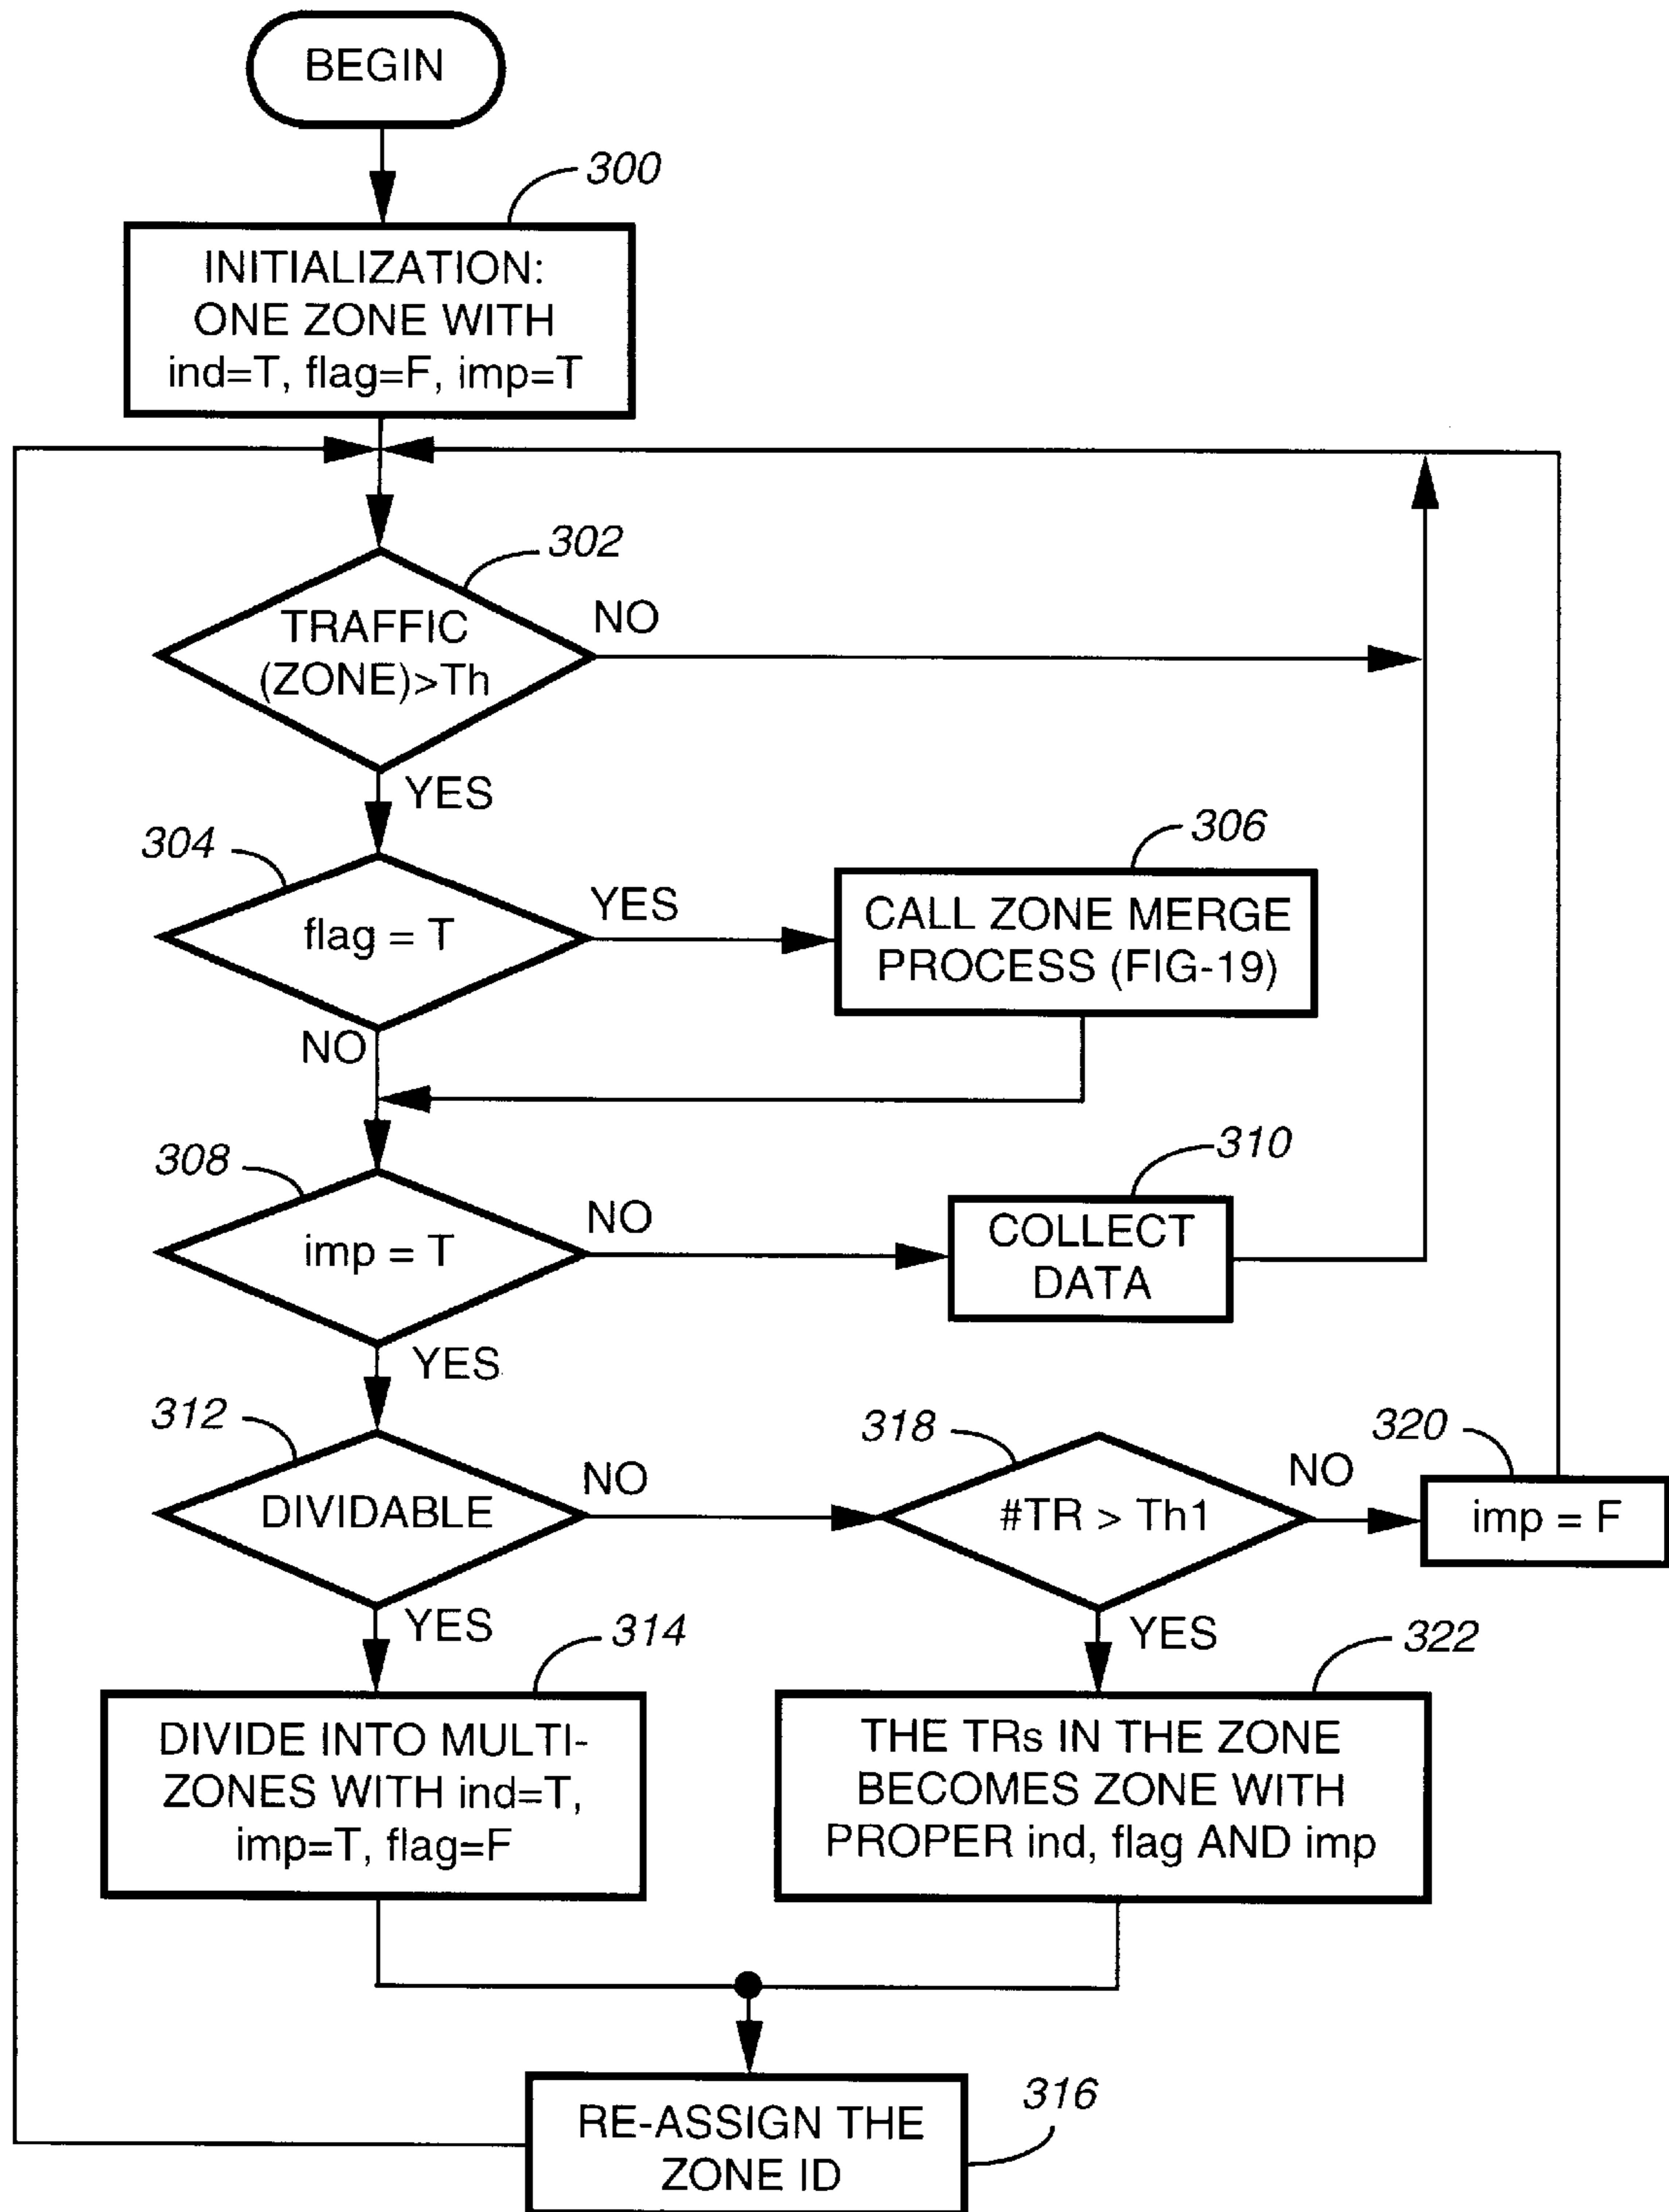 BEGIN
300
INITIALIZATION:
ONE ZONE WITH
ind=T, flag=F, imp=T
302
TRAFFIC
(ZONE)>Th
NO
YES
304
flag = T
YES
306
CALL ZONE MERGE
PROCESS (FIG-19)
NO
308
imp = T
NO
310
COLLECT
DATA
YES
312
DIVIDABLE
NO
318
#TR > Th1
NO
320
imp = F
YES
314
DIVIDE INTO MULTI-
ZONES WITH ind=T,
imp=T, flag=F
YES
322
THE TRs IN THE ZONE
BECOMES ZONE WITH
PROPER ind, flag AND imp
RE-ASSIGN THE
ZONE ID
316